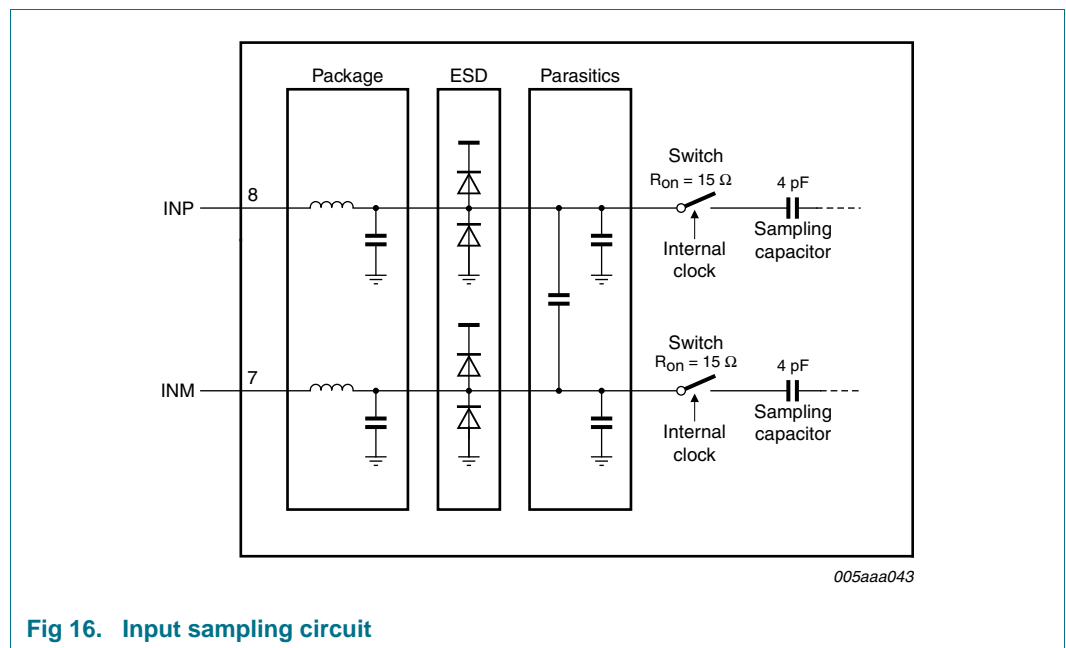 Package
ESD
Parasitics
INP
8
Switch
Ron = 15 Ω
4 pF
Internal
clock
Sampling
capacitor
INM
7
Switch
Ron = 15 Ω
4 pF
Internal
clock
Sampling
capacitor
005aaa043
Fig 16. Input sampling circuit